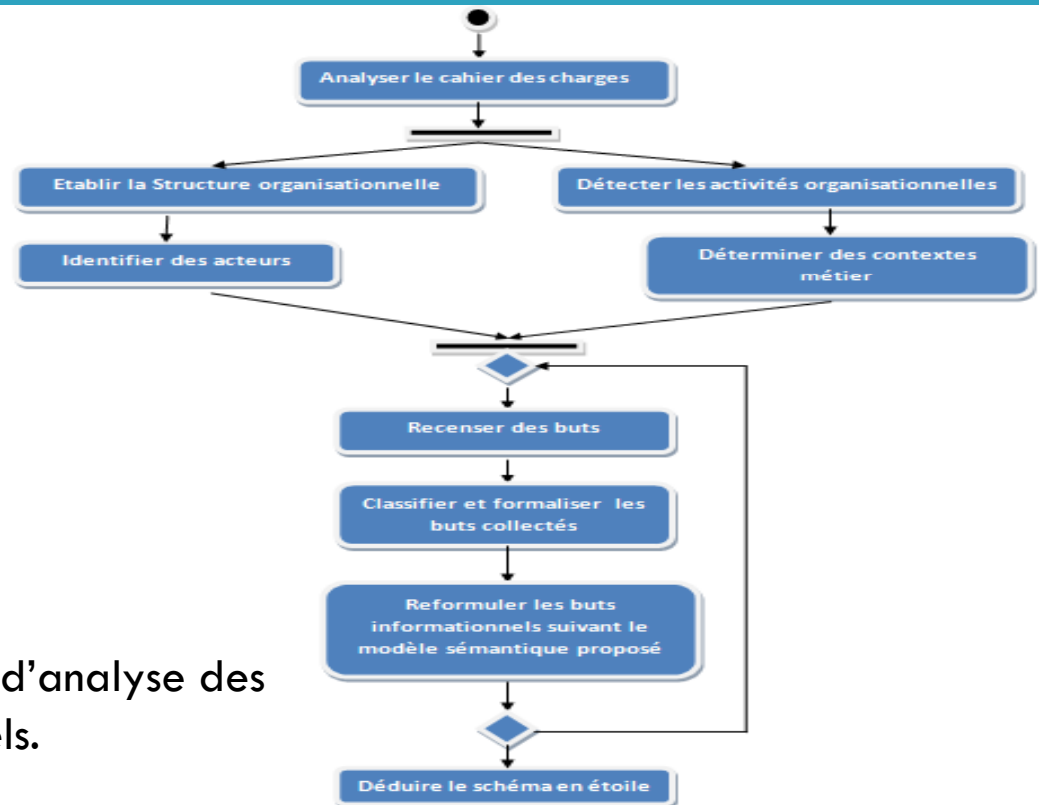 Analyser le cahier des charges
Etablir la Structure organisationnelle
Détecter les activités organisationnelles
Identifier des acteurs
Déterminer des contextes
métier
Recenser des buts
Classifier et formaliser les
buts collectés
Reformuler les buts
informationnels suivant le
modèle sémantique proposé
d’analyse des
ls.
Déduire le schéma en étoile